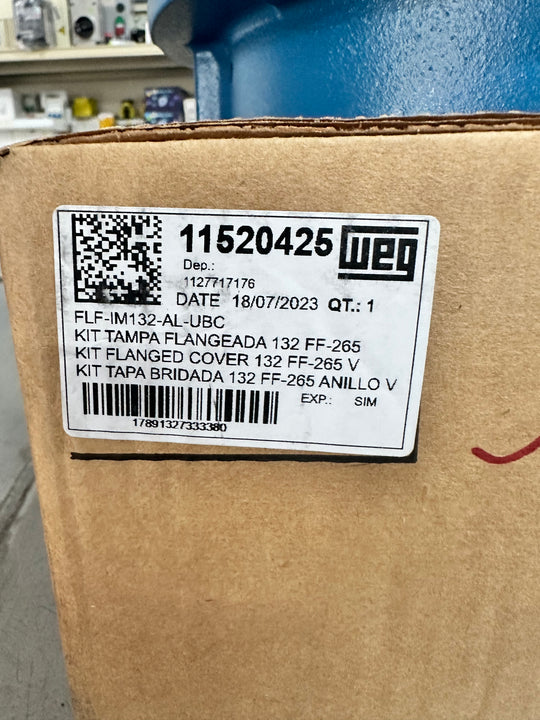 11520425
WEG
Dep.:
1127717176
DATE 18/07/2023 QT.: 1
FLF-IM132-AL-UBC
KIT TAMPA FLANGEADA 132 FF-265
KIT FLANGED COVER 132 FF-265 V
KIT TAPA BRIDADA 132 FF-265 ANILLO V
EXP.: SIM
17891327333380